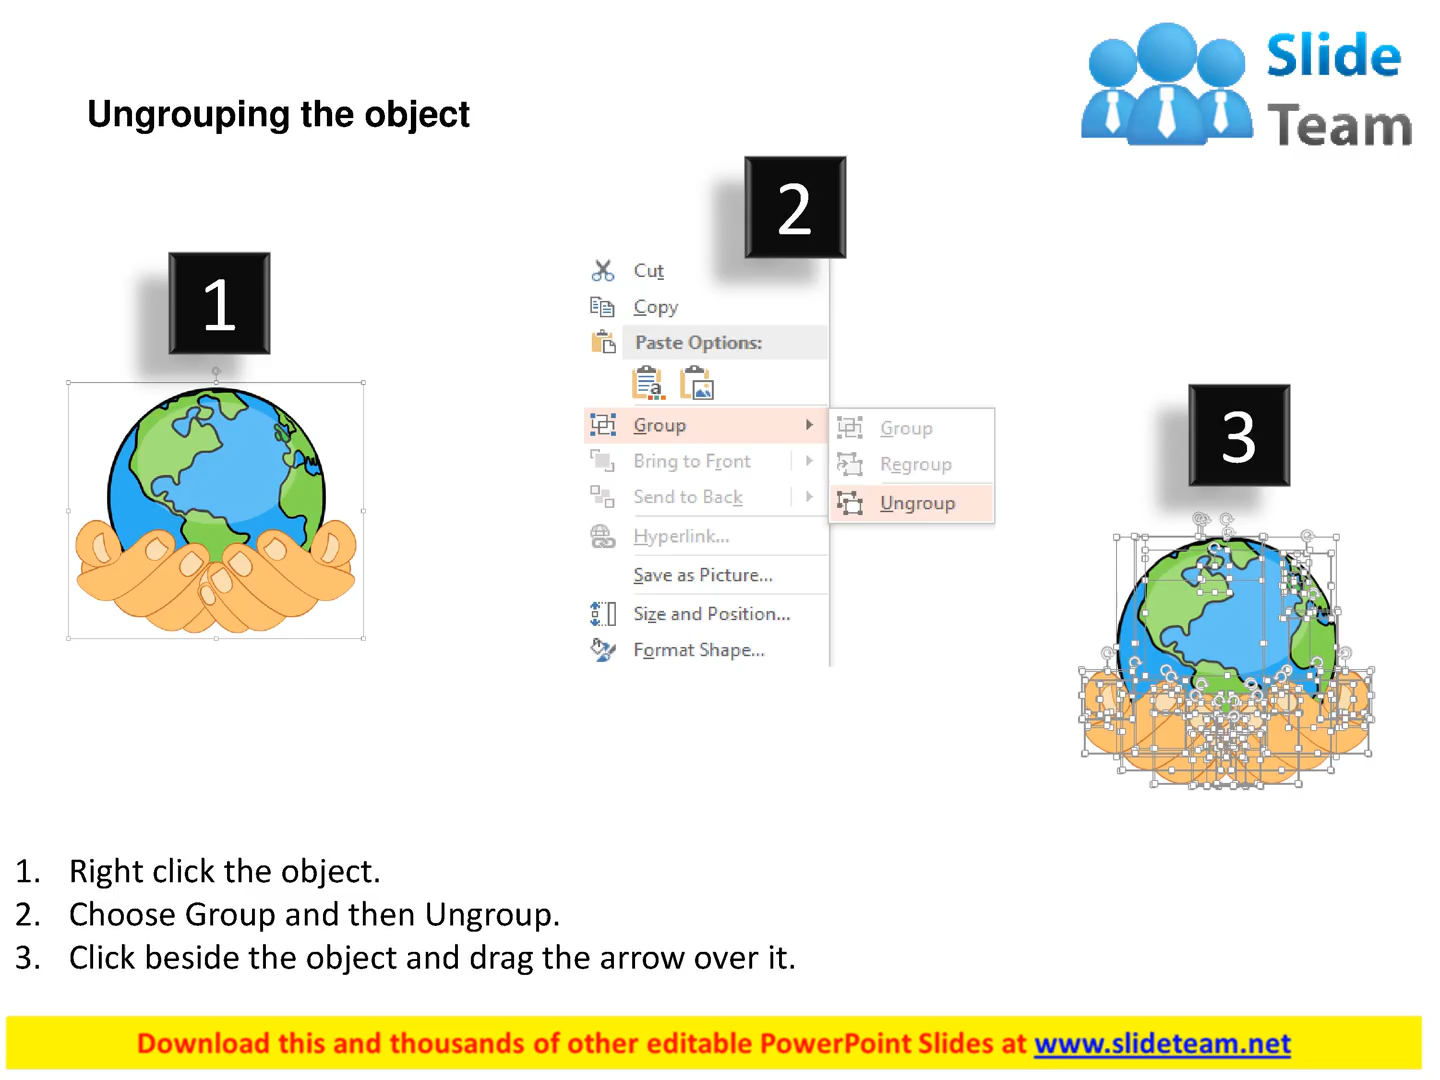 Slide
Team
Ungrouping the object
1
2
3
Cut
Copy
Paste Options:
Group
Bring to Front
Send to Back
Hyperlink...
Save as Picture...
Size and Position...
Format Shape...
Group
Regroup
Ungroup
1. Right click the object.
2. Choose Group and then Ungroup.
3. Click beside the object and drag the arrow over it.
Download this and thousands of other editable PowerPoint Slides at www.slideteam.net